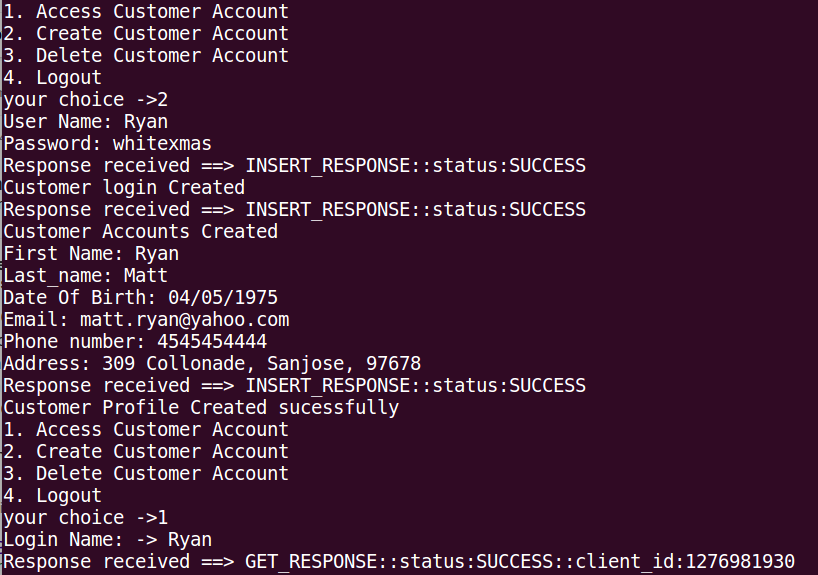 1. Access Customer Account
2. Create Customer Account
3. Delete Customer Account
4. Logout
your choice ->2
User Name: Ryan
Password: whitexmas
Response received ==> INSERT_RESPONSE::status:SUCCESS
Customer login Created
Response received ==> INSERT_RESPONSE::status:SUCCESS
Customer Accounts Created
First Name: Ryan
Last_name: Matt
Date Of Birth: 04/05/1975
Email: matt.ryan@yahoo.com
Phone number: 4545454444
Address: 309 Collonade, Sanjose, 97678
Response received ==> INSERT_RESPONSE::status:SUCCESS
Customer Profile Created sucessfully
1. Access Customer Account
2. Create Customer Account
3. Delete Customer Account
4. Logout
your choice ->1
Login Name: -> Ryan
Response received ==> GET_RESPONSE::status:SUCCESS::client_id:1276981930